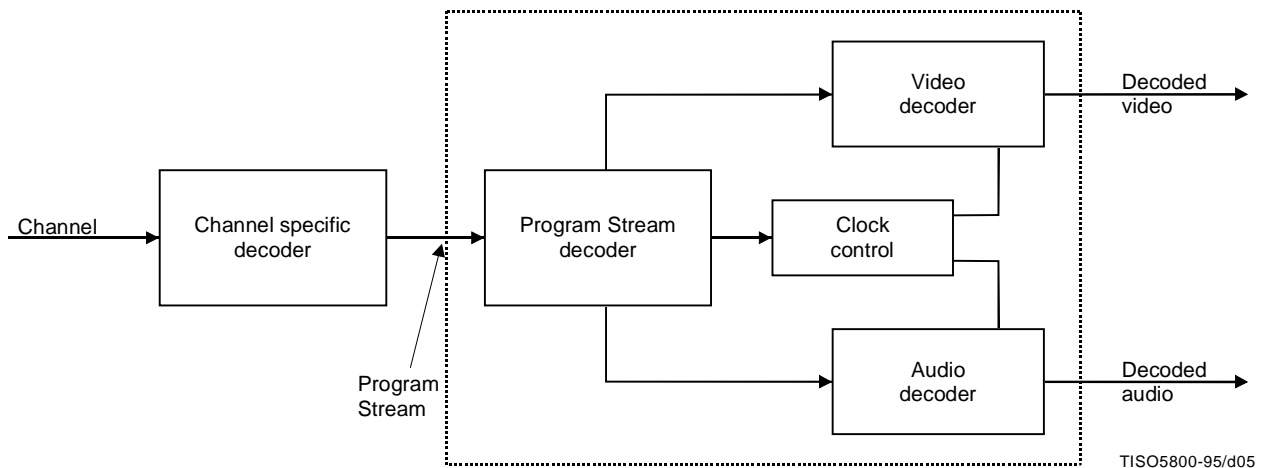 Channel
Channel specific
decoder
Program
Stream
Program Stream
decoder
Clock
control
Video
decoder
Audio
decoder
Decoded
video
Decoded
audio
TISO5800-95/d05